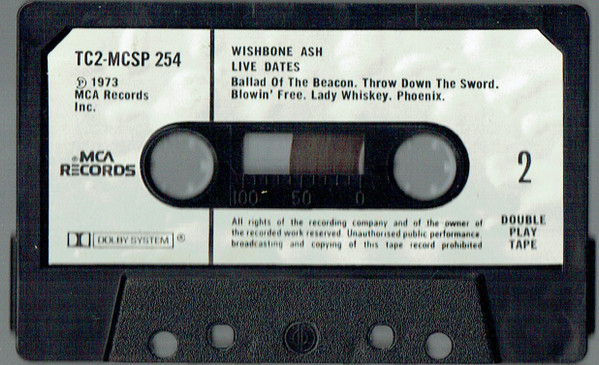 TC2-MCSP 254
℗ 1973
MCA Records
Inc.
WISHBONE ASH
LIVE DATES
Ballad Of The Beacon. Throw Down The Sword.
Blowin' Free. Lady Whiskey. Phoenix.
® MCA
RECORDS
100 50 0
2
DOLBY SYSTEM ®
All rights of the recording company and of the owner of
the recorded work reserved. Unauthorised public performance,
broadcasting and copying of this tape record prohibited
DOUBLE
PLAY
TAPE